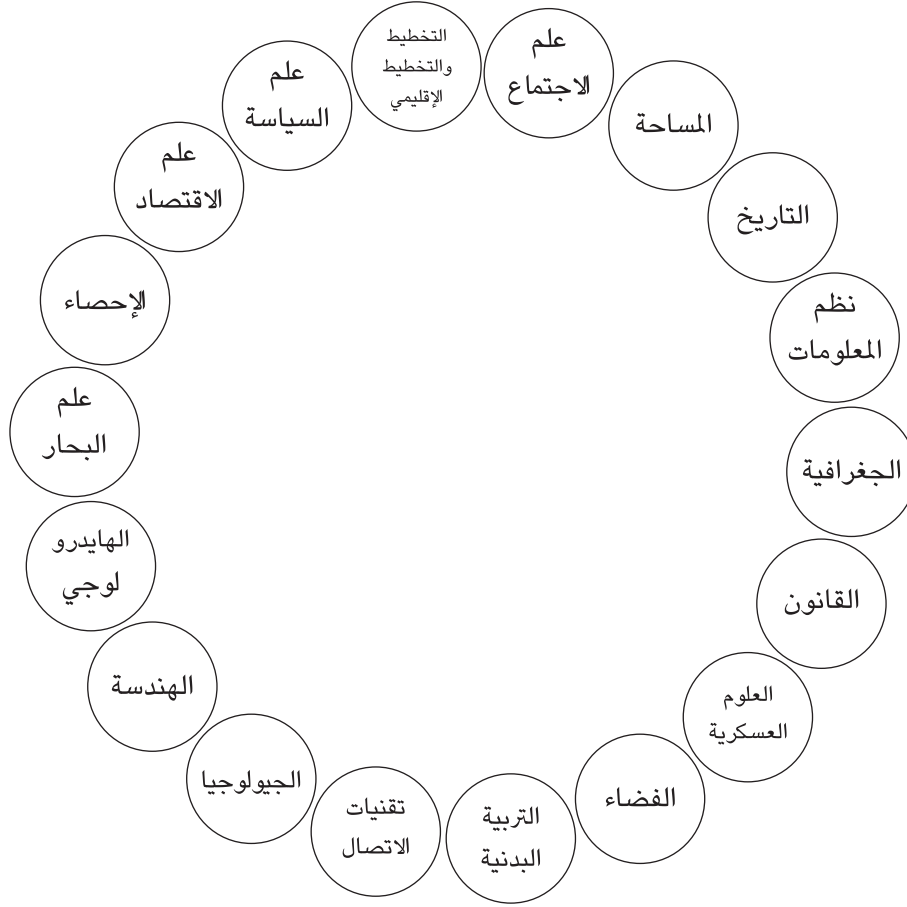 التخطيط
والتخطيط
الإقليمي
علم
الاجتماع
المساحة
التاريخ
نظم
المعلومات
الجغرافية
القانون
العلوم
العسكرية
الفضاء
التربية
البدنية
تقنيات
الاتصال
الجيولوجيا
الهندسة
الهايدرو
لوجي
علم
البحار
الإحصاء
علم
الاقتصاد
علم
السياسة